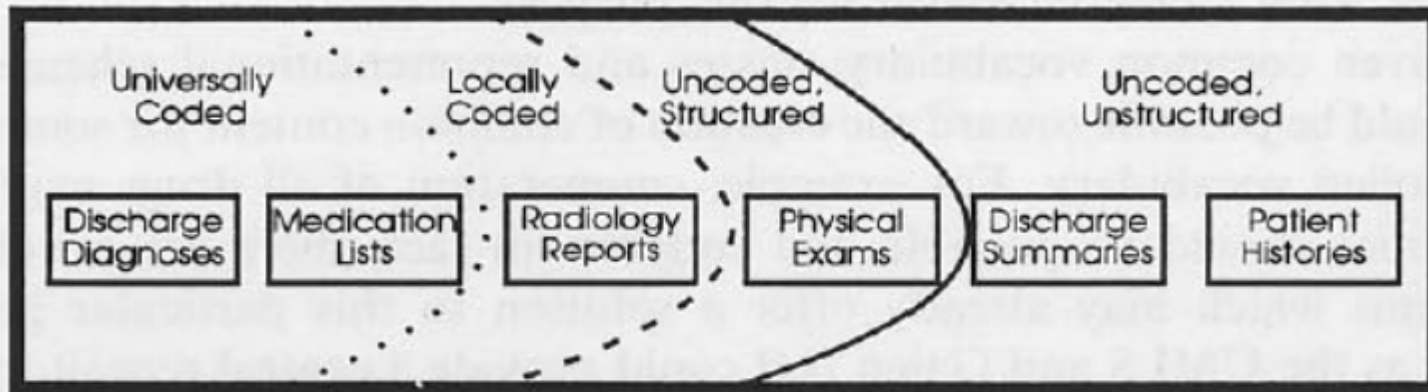 Universally
Coded
Locally
Coded
Uncoded,
Structured
Uncoded,
Unstructured
Discharge
Diagnoses
Medication
Lists
Radiology
Reports
Physical
Exams
Discharge
Summaries
Patient
Histories